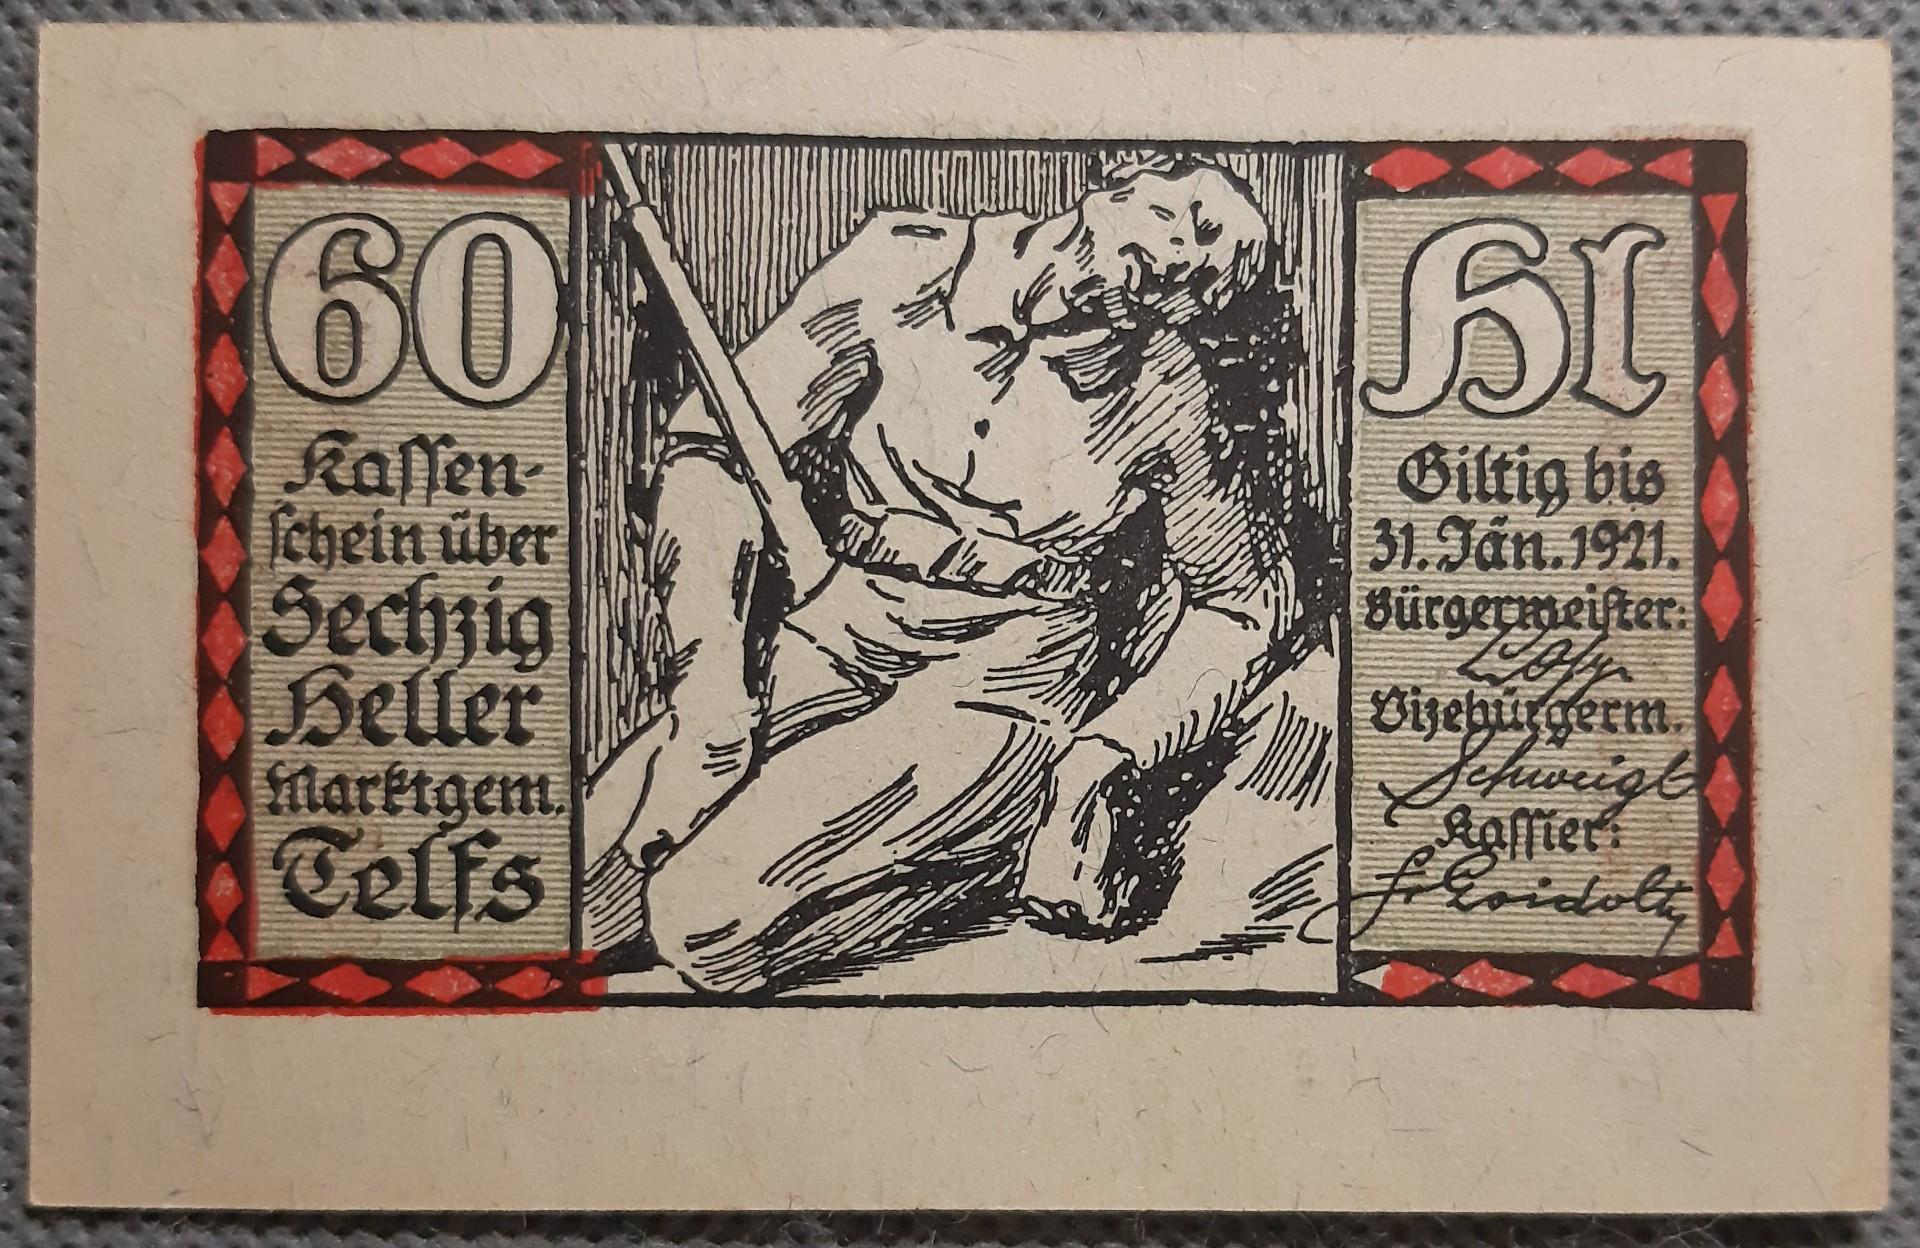 60
Kassen-
schein über
Sechzig
Heller
Marktgem.
Telfs
Hl
Giltig bis
31. Jän. 1921.
Bürgermeister:
Vizebürgerm.
Schweigl
Kassier: